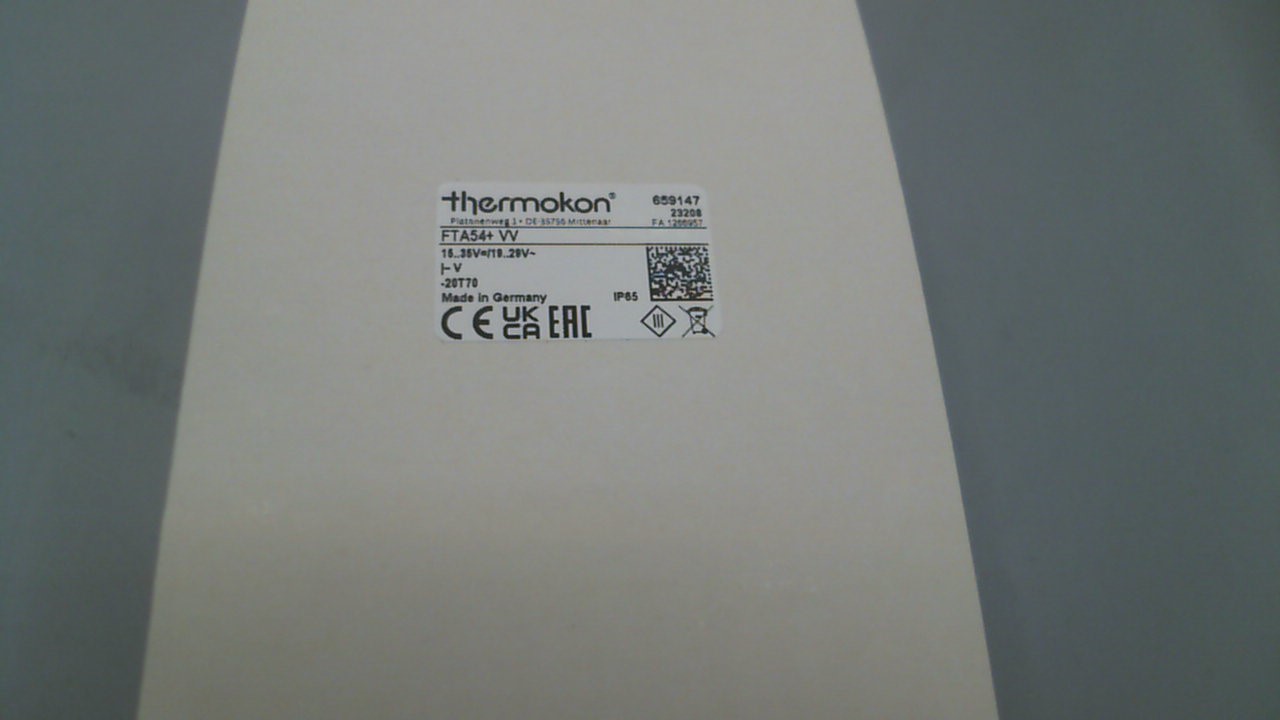 thermokon®
659147
23208
Platanenweg 1 • DE-35756 Mittenaar
FA 1266957
FTA54+ VV
15..35V=/19..29V~
|– V
-20T70
Made in Germany
IP65
CE UK CA EAC